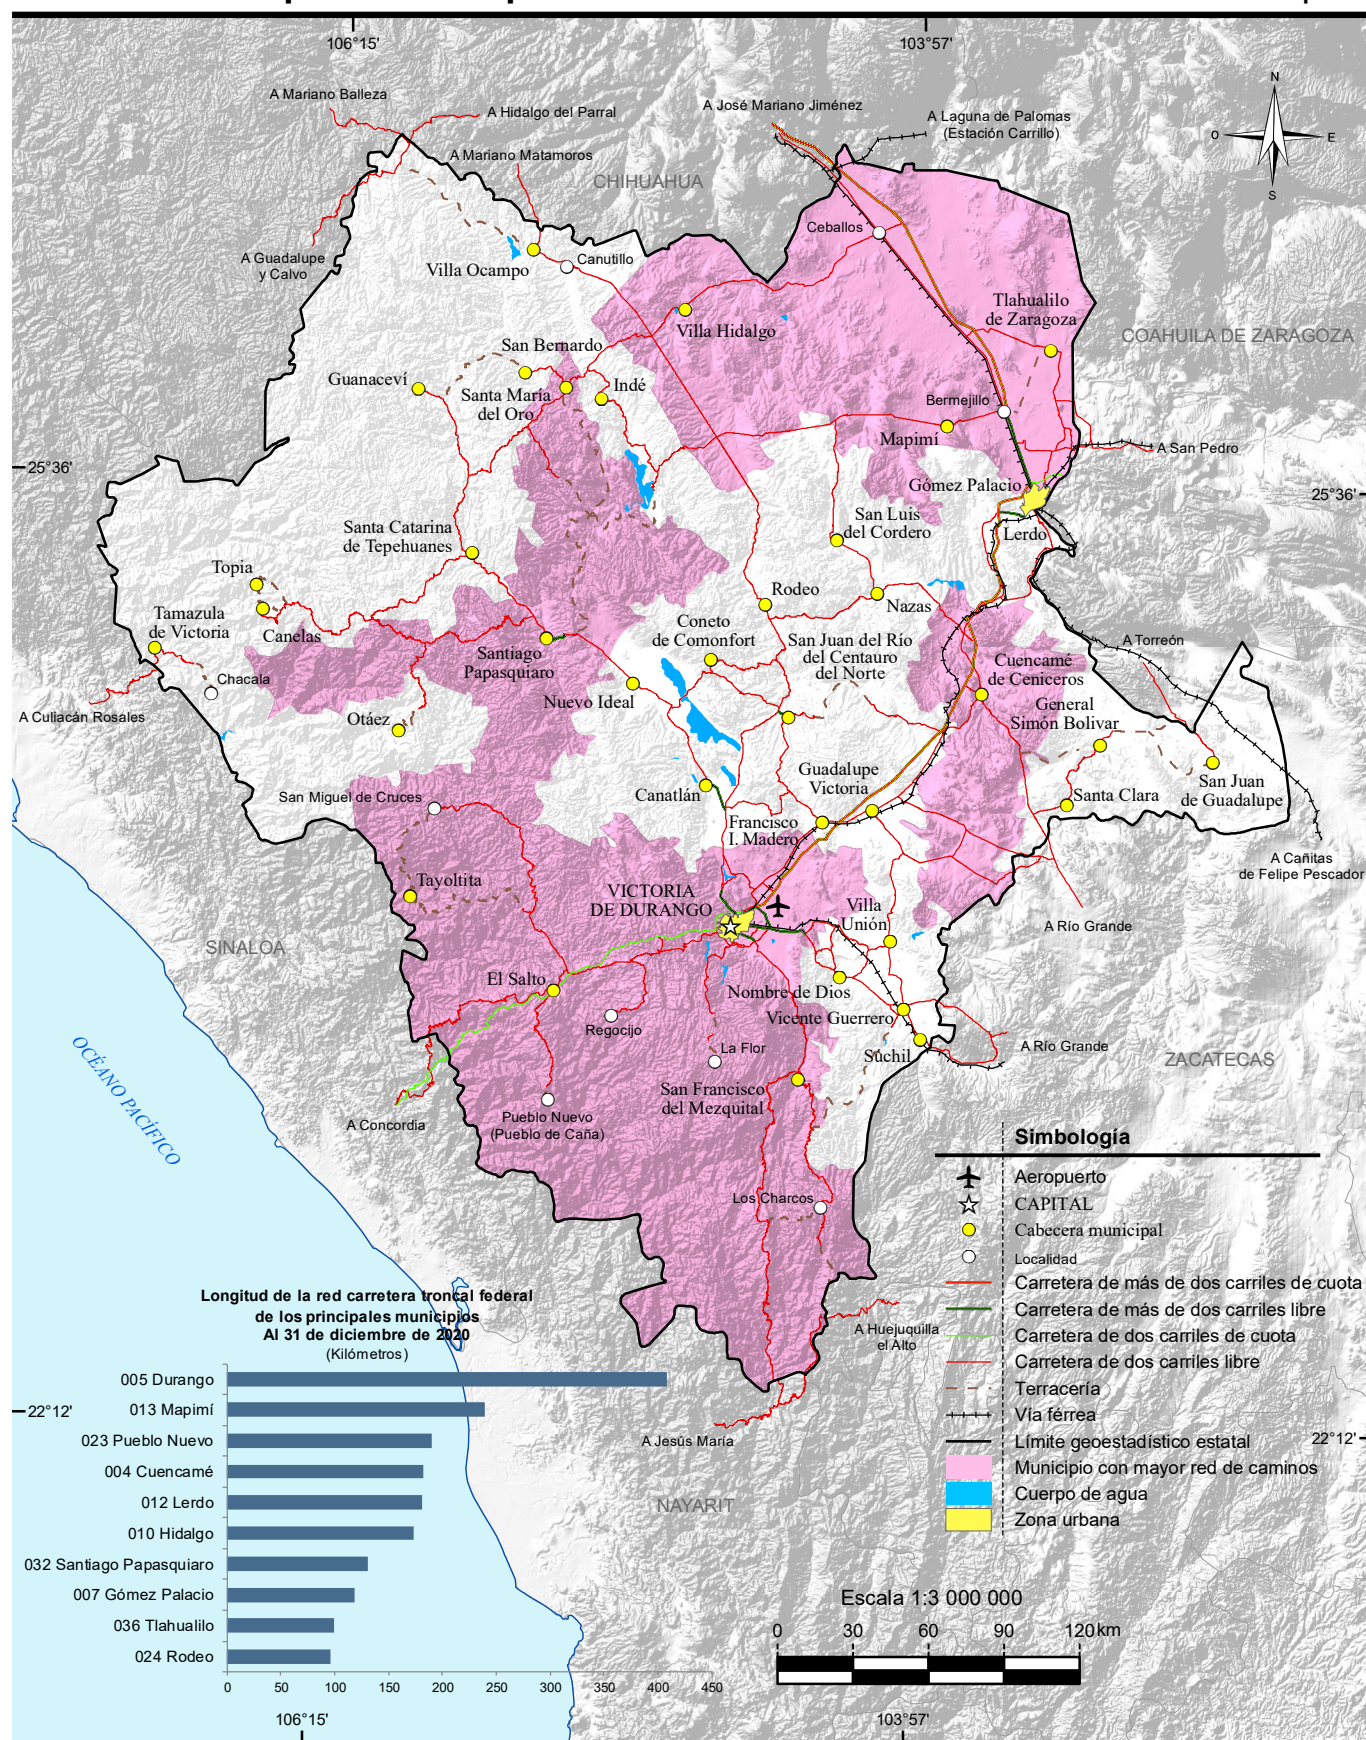 106°15'
103°57'
A Mariano Balleza
A Hidalgo del Parral
A José Mariano Jiménez
A Laguna de Palomas
(Estación Carrillo)
N
O
E
S
A Mariano Matamoros
CHIHUAHUA
Ceballos
A Guadalupe
y Calvo
Villa Ocampo
Canutillo
Tlahualilo
de Zaragoza
Villa Hidalgo
COAHUILA DE ZARAGOZA
San Bernardo
Guanaceví
Santa María
del Oro
Indé
Bermejillo
Mapimí
A San Pedro
25°36'
25°36'
Gómez Palacio
Lerdo
Santa Catarina
de Tepehuanes
San Luis
del Cordero
Topia
Canelas
Rodeo
Nazas
Tamazula
de Victoria
Coneto
de Comonfort
San Juan del Río
del Centauro
del Norte
A Torreón
Santiago
Papasquiaro
Cuencamé
de Ceniceros
Chacala
Nuevo Ideal
General
Simón Bolivar
A Culiacán Rosales
Otáez
Guadalupe
Victoria
San Juan
de Guadalupe
San Miguel de Cruces
Canatlán
Santa Clara
Francisco
I. Madero
A Cañitas
de Felipe Pescador
Tayoltita
VICTORIA
DE DURANGO
Villa
Unión
A Río Grande
SINALOA
El Salto
Nombre de Dios
Regocijo
Vicente Guerrero
La Flor
Súchil
A Río Grande
ZACATECAS
OCÉANO PACÍFICO
San Francisco
del Mezquital
Pueblo Nuevo
(Pueblo de Caña)
A Concordia
Los Charcos
A Huejuquilla
el Alto
A Jesús María
NAYARIT
Simbología
Aeropuerto
CAPITAL
Cabecera municipal
Localidad
Carretera de más de dos carriles de cuota
Carretera de más de dos carriles libre
Carretera de dos carriles de cuota
Carretera de dos carriles libre
Terracería
Vía férrea
Límite geoestadístico estatal
Municipio con mayor red de caminos
Cuerpo de agua
Zona urbana
22°12'
22°12'
Longitud de la red carretera troncal federal
de los principales municipios
Al 31 de diciembre de 2020
(Kilómetros)
005 Durango
013 Mapimí
023 Pueblo Nuevo
004 Cuencamé
012 Lerdo
010 Hidalgo
032 Santiago Papasquiaro
007 Gómez Palacio
036 Tlahualilo
024 Rodeo
0 50 100 150 200 250 300 350 400 450
Escala 1:3 000 000
0 30 60 90 120 km
106°15'
103°57'